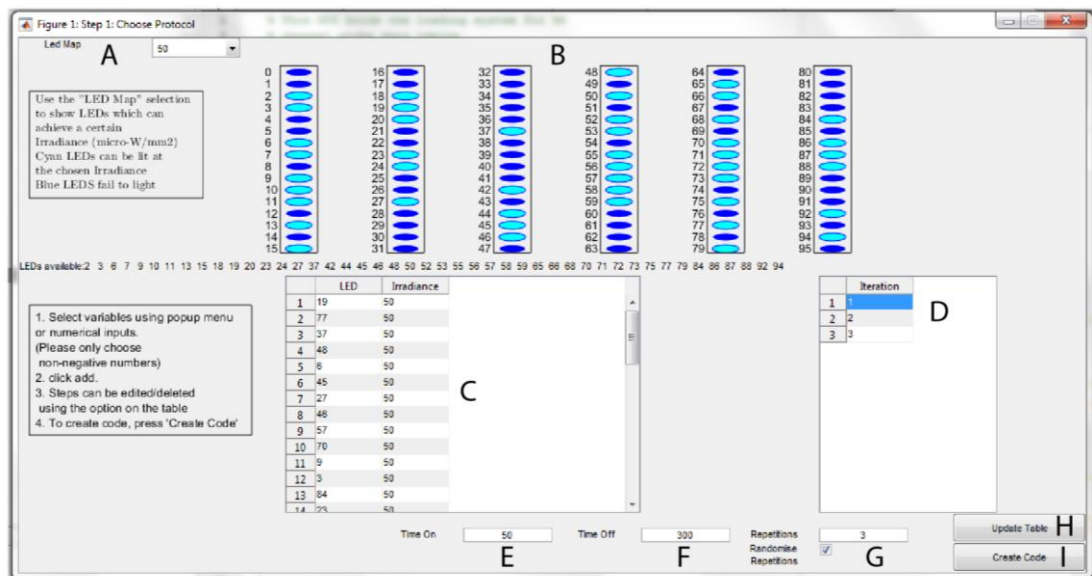 Figure 1: Step 1: Choose Protocol
Led Map
A
50
B
Use the "LED Map" selection
to show LEDs which can
achieve a certain
Irradiance (micro-W/mm2)
Cyan LEDs can be lit at
the chosen Irradiance
Blue LEDS fail to light
0 16 32 48 64 80
1 17 33 49 65 81
2 18 34 50 66 82
3 19 35 51 67 83
4 20 36 52 68 84
5 21 37 53 69 85
6 22 38 54 70 86
7 23 39 55 71 87
8 24 40 56 72 88
9 25 41 57 73 89
10 26 42 58 74 90
11 27 43 59 75 91
12 28 44 60 76 92
13 29 45 61 77 93
14 30 46 62 78 94
15 31 47 63 79 95
LEDs available:2 3 6 7 9 10 11 13 15 18 19 20 23 24 27 37 42 44 45 46 48 50 52 53 55 56 57 58 59 65 66 68 70 71 72 73 75 77 79 84 86 87 88 92 94
1. Select variables using popup menu
or numerical inputs.
(Please only choose
non-negative numbers)
2. click add.
3. Steps can be edited/deleted
using the option on the table
4. To create code, press 'Create Code'
LED Irradiance
1 19 50
2 77 50
3 37 50
4 48 50
5 6 50
6 45 50
7 27 50
8 46 50
9 57 50
10 70 50
11 9 50
12 3 50
13 84 50
14 23 50
C
Iteration
1 1
2 2
3 3
D
Time On 50
E
Time Off 300
F
Repetitions 3
Randomise
Repetitions
G
Update Table H
Create Code I